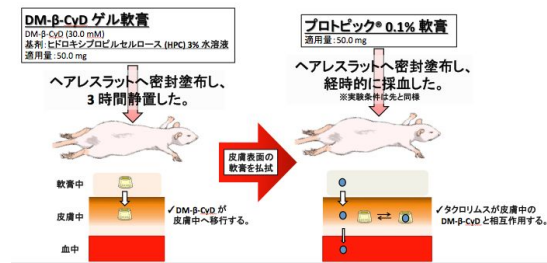 DM-β-CyD ゲル軟膏
DM-β-CyD (30.0 mM)
基剤：ヒドロキシプロピルセルロース (HPC) 3% 水溶液
適用量：50.0 mg
ヘアレスラットへ密封塗布し、
3 時間静置した。
プロトピック® 0.1% 軟膏
適用量：50.0 mg
ヘアレスラットへ密封塗布し、
経時的に採血した。
※実験条件は先と同様
皮膚表面の
軟膏を払拭
軟膏中
皮膚中
血中
✓DM-β-CyD が
皮膚中へ移行する。
✓タクロリムスが皮膚中の
DM-β-CyD と相互作用する。